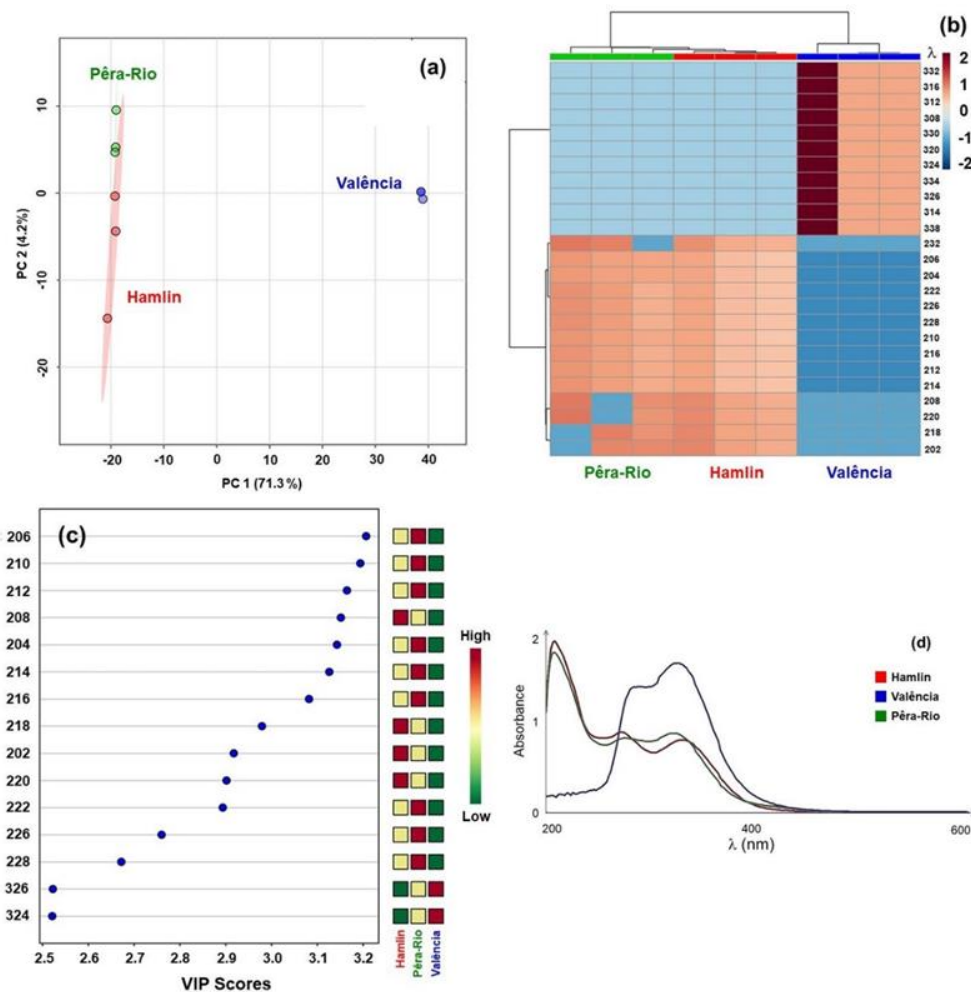 (a)
Pêra-Rio
Valência
Hamlin
10
0
-10
-20
PC 2 (4.2%)
-20
-10
0
10
20
30
40
PC 1 (71.3%)
(b)
λ
2
1
0
-1
-2
332
316
312
308
330
320
324
334
326
314
338
232
206
204
222
226
228
210
216
212
214
208
220
218
202
Pêra-Rio
Hamlin
Valência
(c)
206
210
212
208
204
214
216
218
202
220
222
226
228
326
324
2.5
2.6
2.7
2.8
2.9
3.0
3.1
3.2
VIP Scores
High
Low
Hamlin
Pêra-Rio
Valência
(d)
2
1
0
Absorbance
Hamlin
Valência
Pêra-Rio
200
400
600
λ (nm)